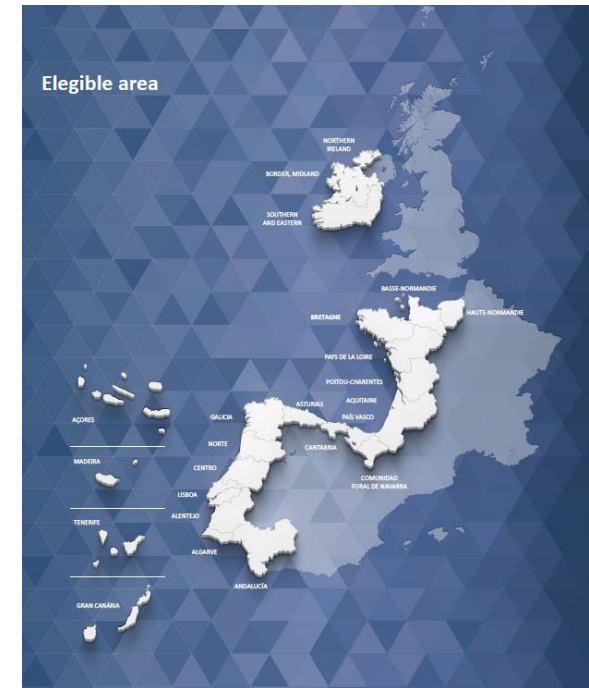 Elegible area
NORTHERN
IRELAND
BORDER, MIDLAND
SOUTHERN
AND EASTERN
BASSE-NORMANDIE
BRETAGNE
HAUTE-NORMANDIE
PAYS DE LA LOIRE
POITOU-CHARENTES
AQUITAINE
ASTURIAS
PAÍS VASCO
GALICIA
AÇORES
NORTE
CANTABRIA
MADEIRA
CENTRO
COMUNIDAD
FORAL DE NAVARRA
LISBOA
ALENTEJO
TENERIFE
ALGARVE
ANDALUCÍA
GRAN CANÁRIA